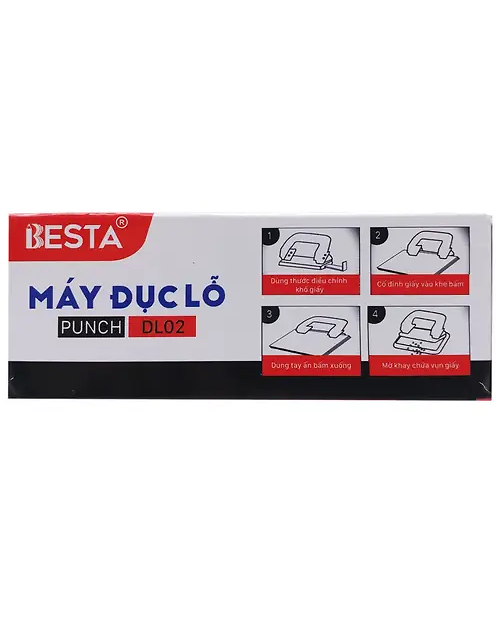 BESTA®
MÁY ĐỤC LỖ
PUNCH DL02
1
Dùng thước điều chỉnh
khổ giấy
2
Cố định giấy vào khe bấm
3
Dùng tay ấn bấm xuống
4
Mở khay chứa vụn giấy